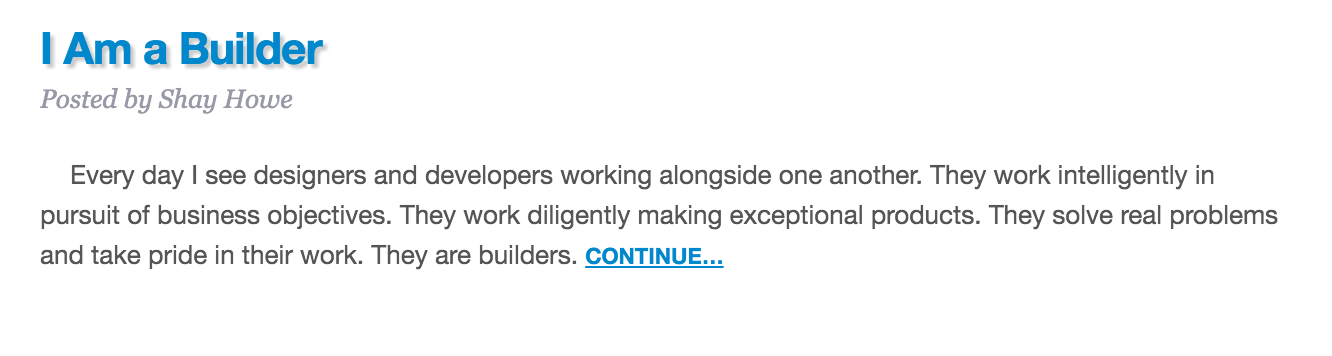 I Am a Builder
Posted by Shay Howe
Every day I see designers and developers working alongside one another. They work intelligently in
pursuit of business objectives. They work diligently making exceptional products. They solve real problems
and take pride in their work. They are builders. CONTINUE…